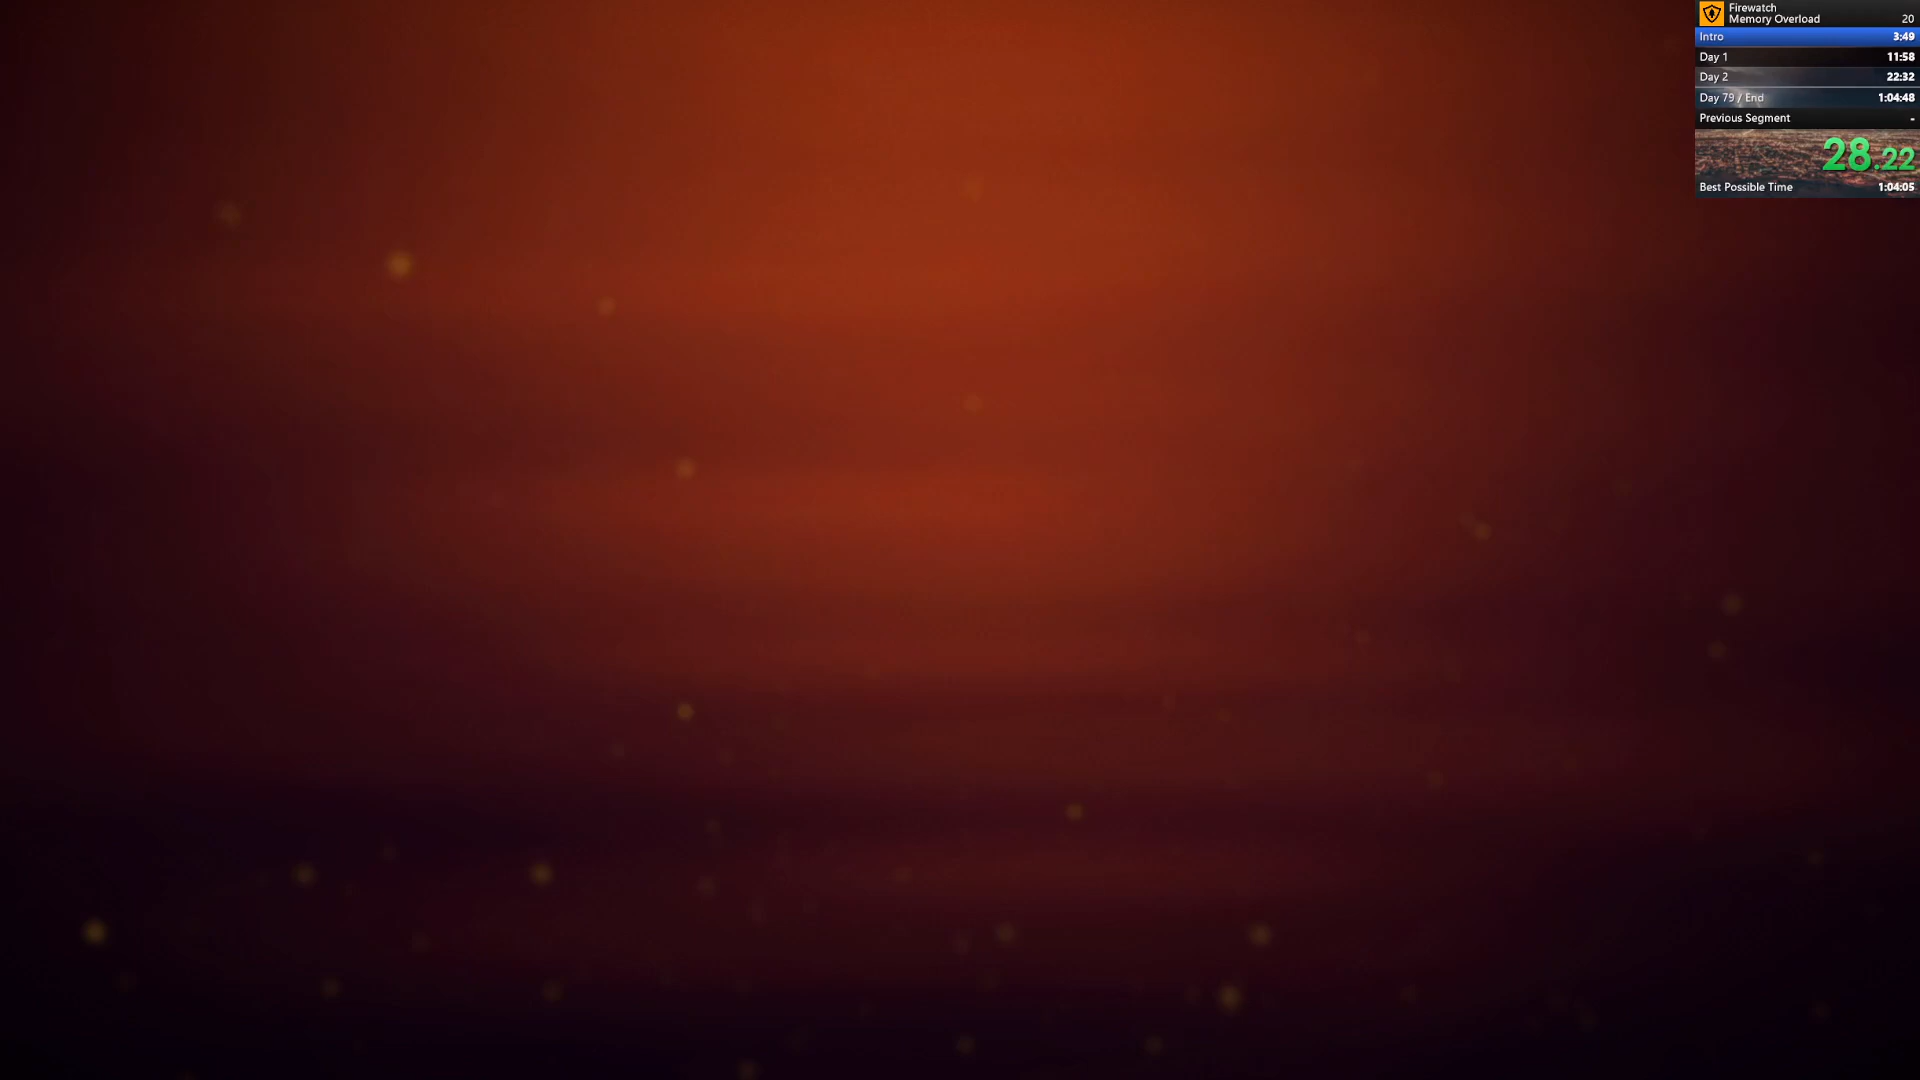 Firewatch
Memory Overload 20
Intro 3:49
Day 1 11:58
Day 2 22:32
Day 79 / End 1:04:48
Previous Segment -
28.22
Best Possible Time 1:04:05